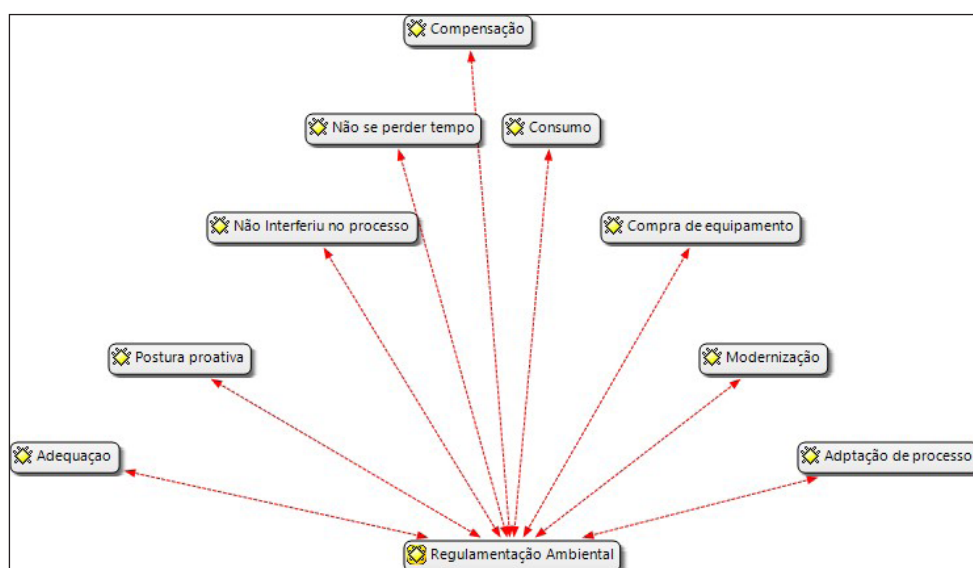 Compensação
Não se perder tempo
Consumo
Não Interferiu no processo
Compra de equipamento
Postura proativa
Modernização
Adequaçao
Adptação de processo
Regulamentação Ambiental